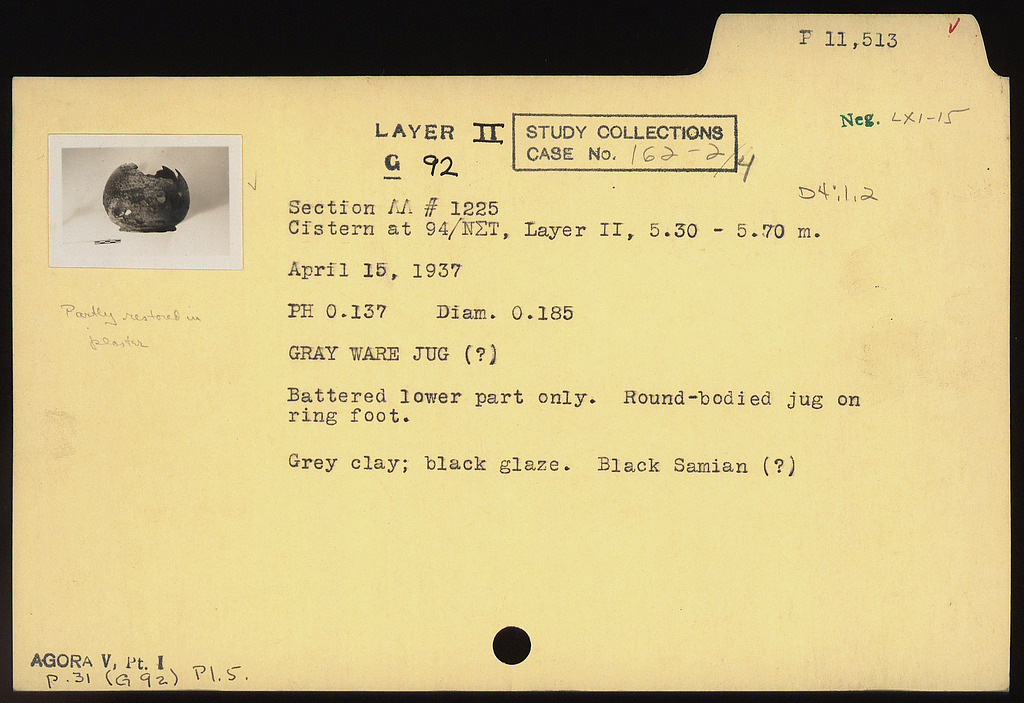 P 11,513
LAYER II
G 92
STUDY COLLECTIONS
CASE No. 162-2/4
Neg. LXI-15
D4:1.2
Section ΛΛ # 1225
Cistern at 94/ΝΣΤ, Layer II, 5.30 - 5.70 m.
April 15, 1937
PH 0.137 Diam. 0.185
GRAY WARE JUG (?)
Battered lower part only. Round-bodied jug on
ring foot.
Grey clay; black glaze. Black Samian (?)
Partly restored in
plaster
AGORA V, Pt. I
p.31 (G 92) Pl.5.